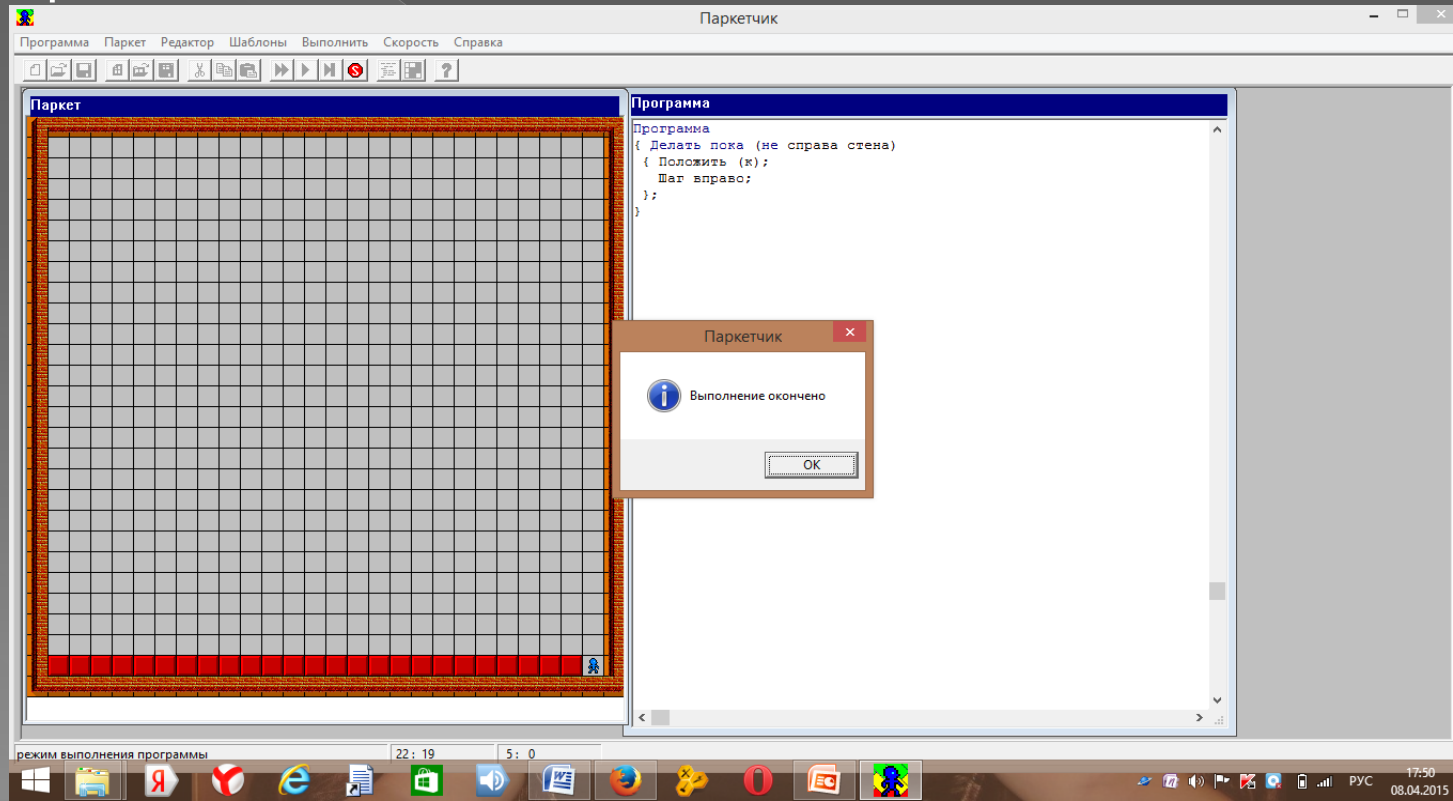 Паркетчик
Программа Паркет Редактор Шаблоны Выполнить Скорость Справка
Паркет
Программа
Программа
{ Делать пока (не справа стена)
{ Положить (к);
Шаг вправо;
};
}
Паркетчик
Выполнение окончено
OK
режим выполнения программы 22: 19 5: 0
РУС 17:50
08.04.2015